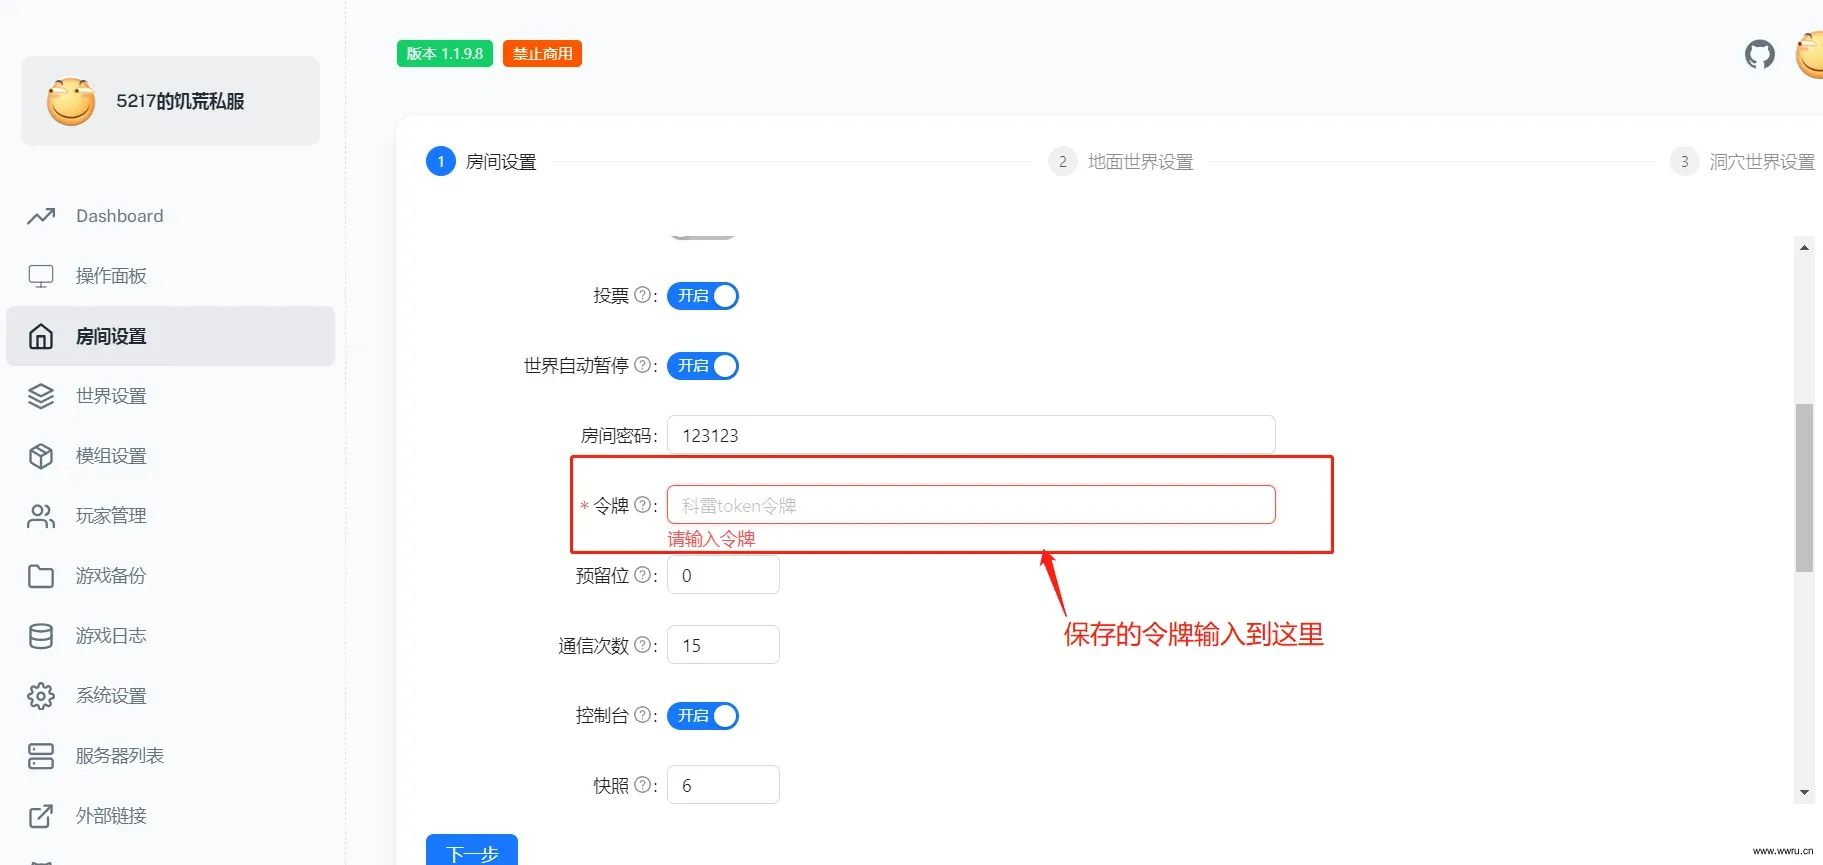 版本 1.1.9.8
禁止商用
5217的饥荒私服
Dashboard
操作面板
房间设置
世界设置
模组设置
玩家管理
游戏备份
游戏日志
系统设置
服务器列表
外部链接
1 房间设置
2 地面世界设置
3 洞穴世界设置
投票 ? : 开启
世界自动暂停 ? : 开启
房间密码: 123123
* 令牌 ? : 科雷token令牌
请输入令牌
预留位 ? : 0
保存的令牌输入到这里
通信次数 ? : 15
控制台 ? : 开启
快照 ? : 6
下一步
www.wwru.cn